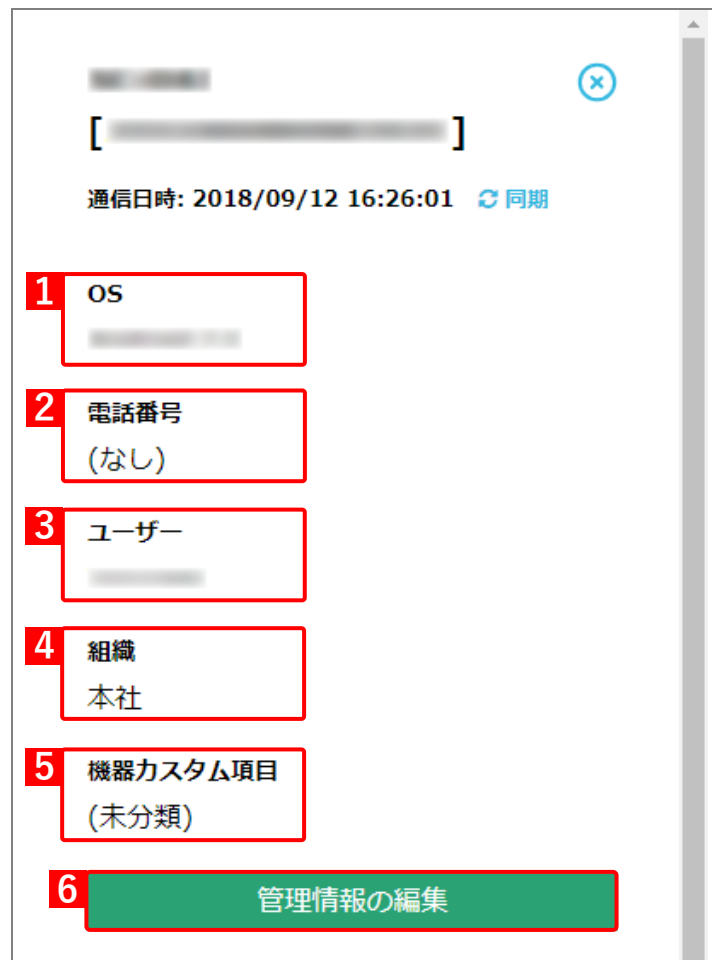 [ ]
通信日時: 2018/09/12 16:26:01 同期
1 OS
2 電話番号
(なし)
3 ユーザー
4 組織
本社
5 機器カスタム項目
(未分類)
6 管理情報の編集